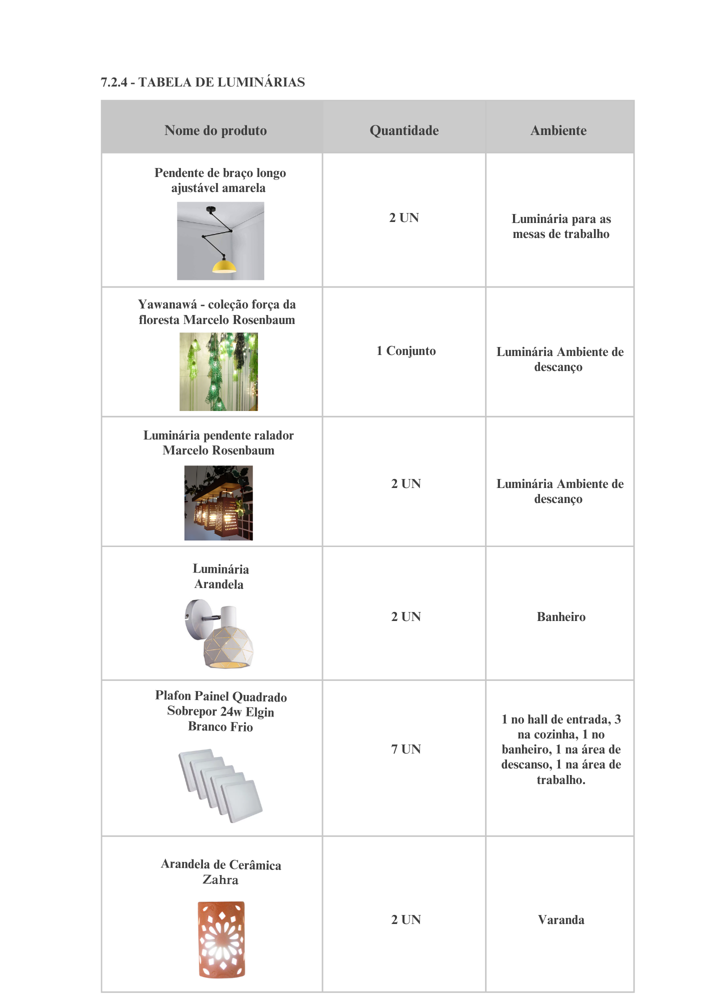 7.2.4 - TABELA DE LUMINÁRIAS
Nome do produto
Quantidade
Ambiente
Pendente de braço longo
ajustável amarela
2 UN
Luminária para as
mesas de trabalho
Yawanawá - coleção força da
floresta Marcelo Rosenbaum
1 Conjunto
Luminária Ambiente de
descanço
Luminária pendente ralador
Marcelo Rosenbaum
2 UN
Luminária Ambiente de
descanço
Luminária
Arandela
2 UN
Banheiro
Plafon Painel Quadrado
Sobrepor 24w Elgin
Branco Frio
7 UN
1 no hall de entrada, 3
na cozinha, 1 no
banheiro, 1 na área de
descanso, 1 na área de
trabalho.
Arandela de Cerâmica
Zahra
2 UN
Varanda